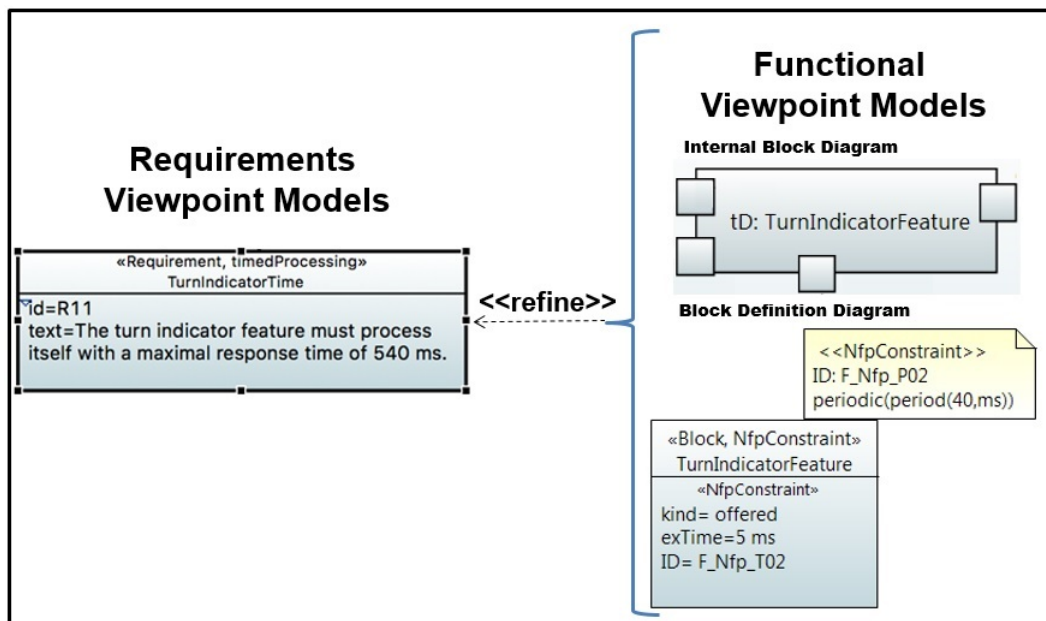 Requirements
Viewpoint Models
«Requirement, timedProcessing»
TurnIndicatorTime
id=R11
text=The turn indicator feature must process
itself with a maximal response time of 540 ms.
<<refine>>
Functional
Viewpoint Models
Internal Block Diagram
tD: TurnIndicatorFeature
Block Definition Diagram
<<NfpConstraint>>
ID: F_Nfp_P02
periodic(period(40,ms))
«Block, NfpConstraint»
TurnIndicatorFeature
«NfpConstraint»
kind= offered
exTime=5 ms
ID= F_Nfp_T02